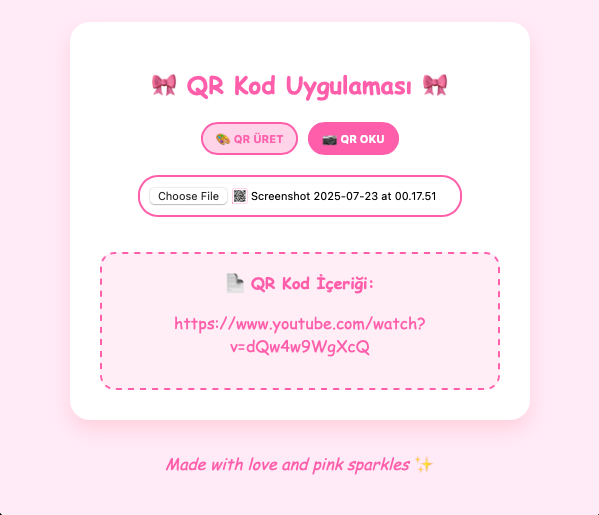 🎀 QR Kod Uygulaması 🎀
🎨 QR ÜRET
📷 QR OKU
Choose File Screenshot 2025-07-23 at 00.17.51
📄 QR Kod İçeriği:
https://www.youtube.com/watch?
v=dQw4w9WgXcQ
Made with love and pink sparkles ✨